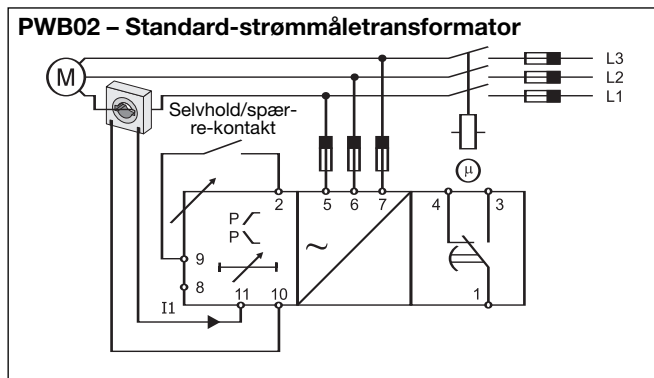 PWB02 – Standard-strømmåletransformator
L3
M
L2
L1
Selvhold/spær-
re-kontakt
µ
2
5
6
7
4
3
P
P
~
9
8
I1
11
10
1